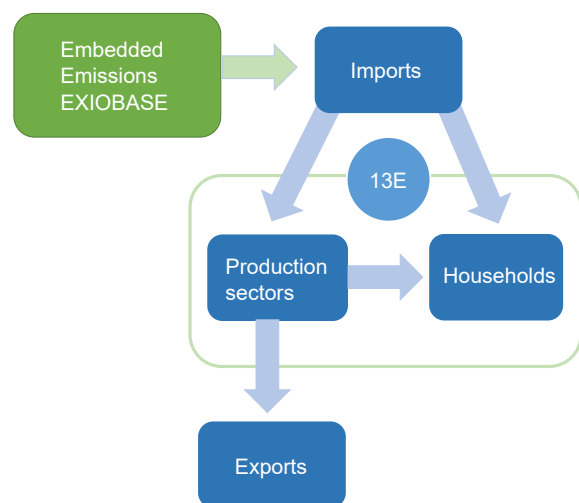 Embedded
Emissions
EXIOBASE
Imports
13E
Production
sectors
Households
Exports